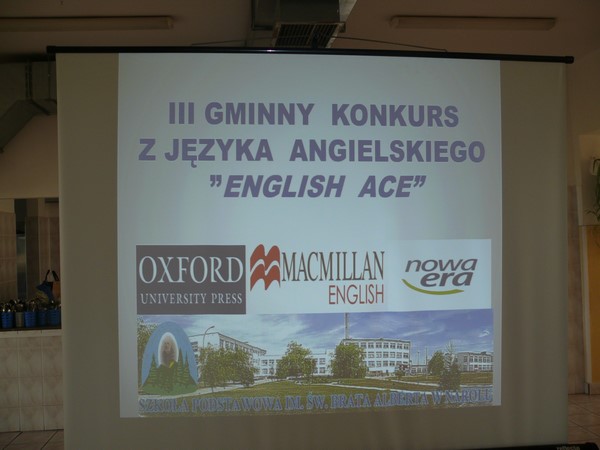 III GMINNY KONKURS
Z JĘZYKA ANGIELSKIEGO
"ENGLISH ACE"
OXFORD
UNIVERSITY PRESS
MACMILLAN
ENGLISH
nowa
era
SZKOŁA PODSTAWOWA IM. ŚW. BRATA ALBERTA W